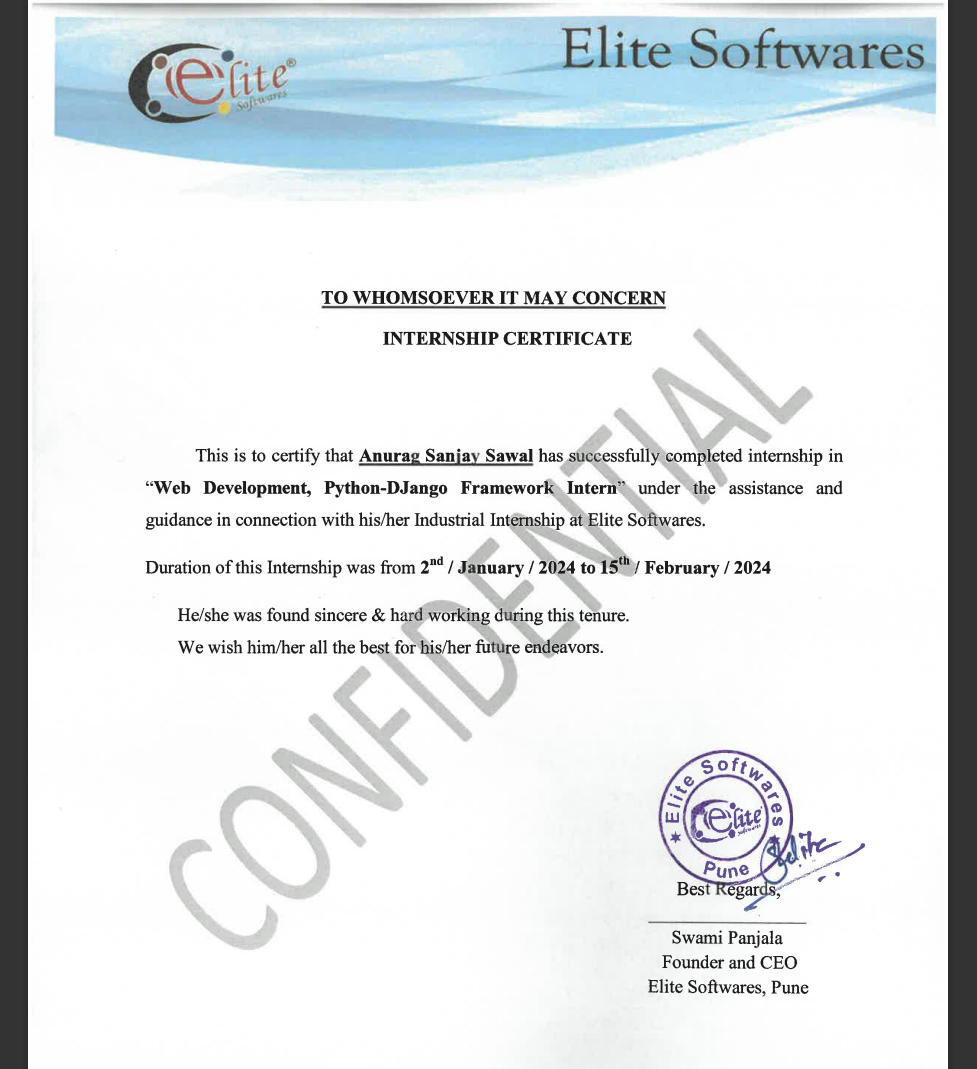 elite®
Softwares
Elite Softwares
TO WHOMSOEVER IT MAY CONCERN
INTERNSHIP CERTIFICATE
CONFIDENTIAL
This is to certify that Anurag Sanjay Sawal has successfully completed internship in
“Web Development, Python-DJango Framework Intern” under the assistance and
guidance in connection with his/her Industrial Internship at Elite Softwares.
Duration of this Internship was from 2nd / January / 2024 to 15th / February / 2024
He/she was found sincere & hard working during this tenure.
We wish him/her all the best for his/her future endeavors.
Elite Softwares
elite
Softwares
Pune
Best Regards,
Swami Panjala
Founder and CEO
Elite Softwares, Pune